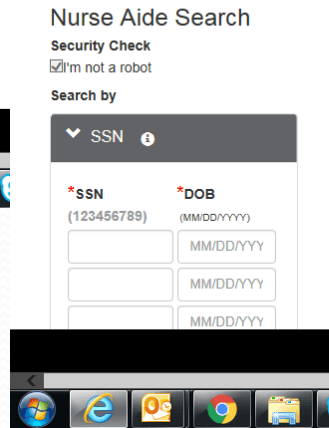 Nurse Aide Search
Security Check
I'm not a robot
Search by
SSN
*SSN *DOB
(123456789) (MM/DD/YYYY)
MM/DD/YYY
MM/DD/YYY
MM/DD/YYY